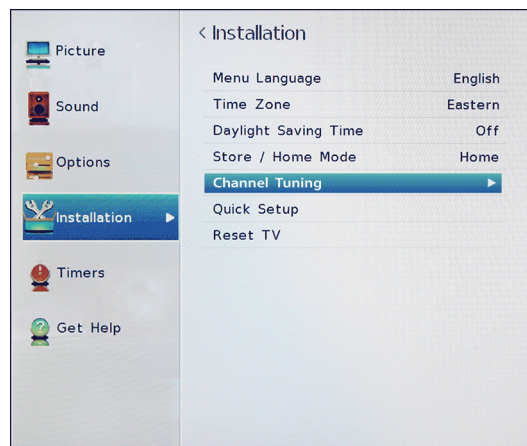 Picture
Sound
Options
Installation
Timers
Get Help
Installation
Menu Language English
Time Zone Eastern
Daylight Saving Time Off
Store / Home Mode Home
Channel Tuning
Quick Setup
Reset TV